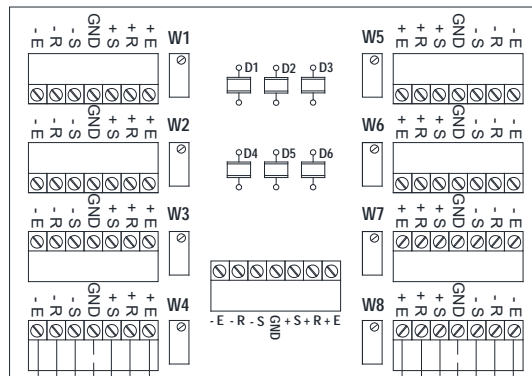 -E -R -S GND +S +R +E
W1
D1 D2 D3
W5
+E +R +S GND -S -R -E
-E -R -S GND +S +R +E
W2
D4 D5 D6
W6
+E +R +S GND -S -R -E
-E -R -S GND +S +R +E
W3
W7
+E +R +S GND -S -R -E
-E -R -S GND +S +R +E
W4
-E -R -S GND +S +R +E
W8
+E +R +S GND -S -R -E